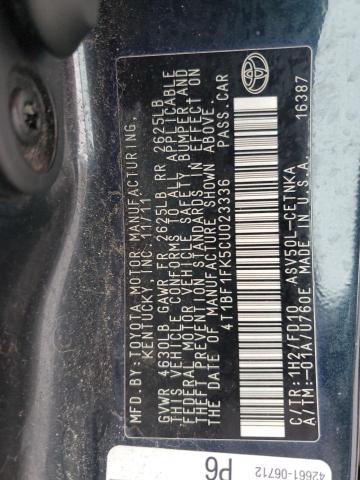 MFD.BY:TOYOTA MOTOR MANUFACTURING,
KENTUCKY, INC. 11/11
GVWR 4630LB GAWR FR 2625LB RR 2625LB
THIS VEHICLE CONFORMS TO ALL APPLICABLE
FEDERAL MOTOR VEHICLE SAFETY, BUMPER, AND
THEFT PREVENTION STANDARDS IN EFFECT ON
THE DATE OF MANUFACTURE SHOWN ABOVE.
4T1BF1FK5CU023336 PASS.CAR
C/TR:1H2/FD40 ASV50L-CETNKA
A/TM:-01A/U760E MADE IN U.S.A. 16387
TOYOTA
42661-06712
P6